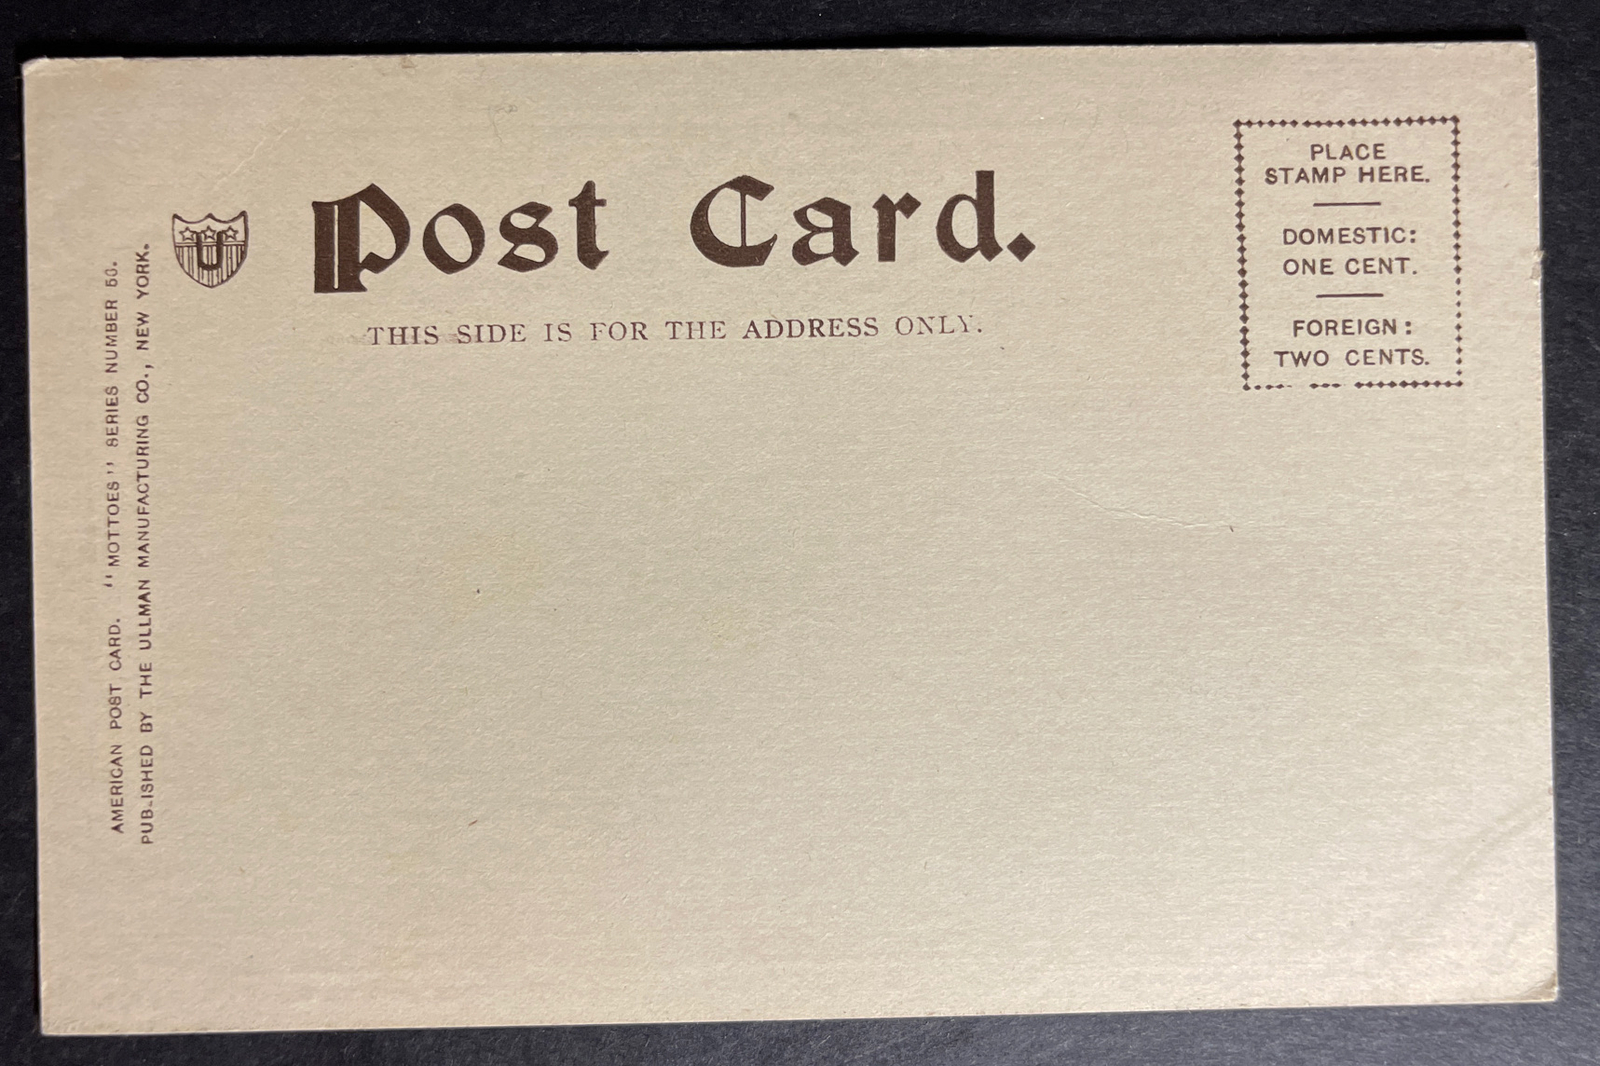 Post Card.
THIS SIDE IS FOR THE ADDRESS ONLY.
PLACE
STAMP HERE.
DOMESTIC:
ONE CENT.
FOREIGN:
TWO CENTS.
U
AMERICAN POST CARD. "MOTTOES" SERIES NUMBER 50.
PUBLISHED BY THE ULLMAN MANUFACTURING CO., NEW YORK.